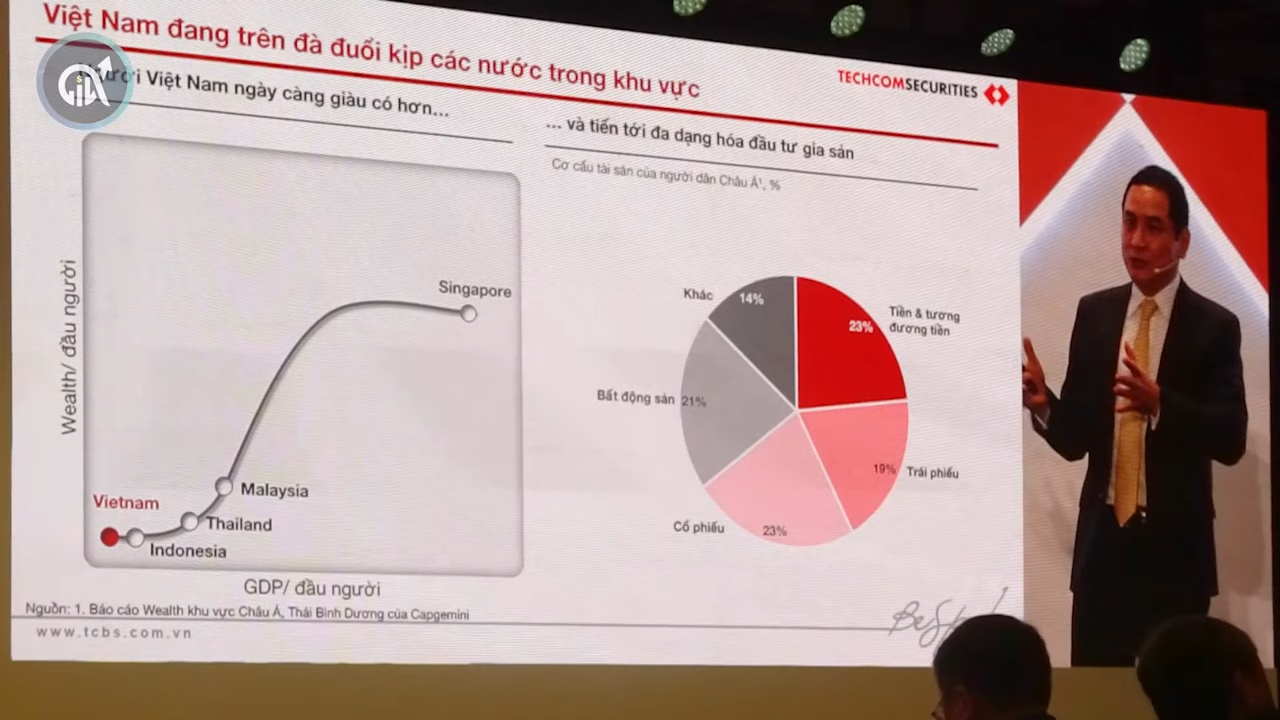 Việt Nam đang trên đà đuổi kịp các nước trong khu vực
TECHCOMSECURITIES
Việt Nam ngày càng giàu có hơn...
... và tiến tới đa dạng hóa đầu tư gia sản
Cơ cấu tài sản của người dân Châu Á¹, %
Wealth/ đầu người
Singapore
Malaysia
Vietnam
Thailand
Indonesia
GDP/ đầu người
Khác
14%
23%
Tiền & tương
đương tiền
Bất động sản
21%
19%
Trái phiếu
Cổ phiếu
23%
Nguồn: 1. Báo cáo Wealth khu vực Châu Á, Thái Bình Dương của Capgemini
www.tcbs.com.vn